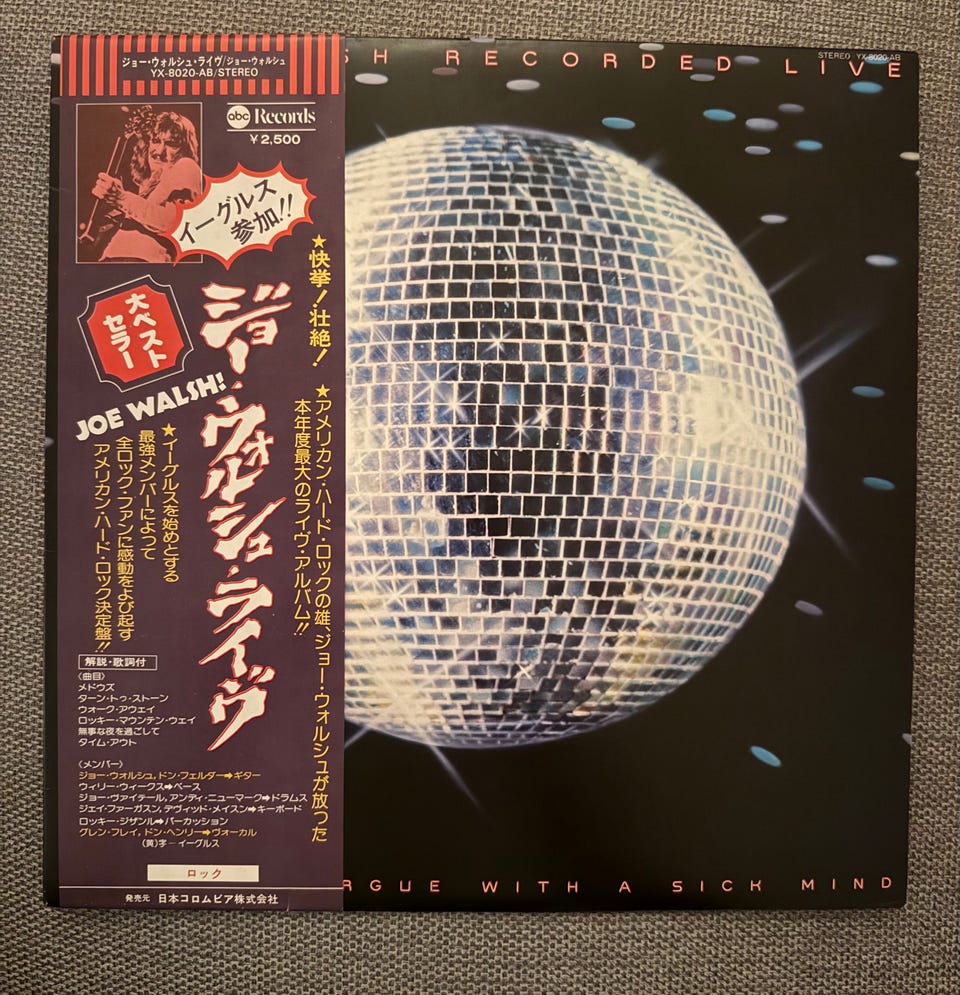 ジョー・ウォルシュ・ライヴ/ジョー・ウォルシュ
YX-8020-AB/STEREO
abc Records
¥2,500
イーグルス
参加!!
★快挙!壮絶!
★アメリカン・ハード・ロックの雄、ジョー・ウォルシュが放った
本年度最大のライヴ・アルバム!!
ジョー・ウォルシュ・ライヴ
大ベスト
セラー
JOE WALSH!
★イーグルスを始めとする
最強メンバーによって
全ロック・ファンに感動をよび起す
アメリカン・ハード・ロック決定盤!!
解説・歌詞付
〈曲目〉
メドウズ
ターン・トゥ・ストーン
ウォーク・アウェイ
ロッキー・マウンテン・ウェイ
無事な夜を過ごして
タイム・アウト
〈メンバー〉
ジョー・ウォルシュ,ドン・フェルダー➡ギター
ウィリー・ウィークス➡ベース
ジョー・ヴァイテール,アンディ・ニューマーク➡ドラムス
ジェイ・ファーガスン,デヴィッド・メイスン➡キーボード
ロッキー・ジザンル➡パーカッション
グレン・フレイ,ドン・ヘンリー➡ヴォーカル
(黄)字－イーグルス
ロック
発売元 日本コロムビア株式会社
SH RECORDED LIVE
STEREO YX-8020-AB
RGUE WITH A SICK MIND